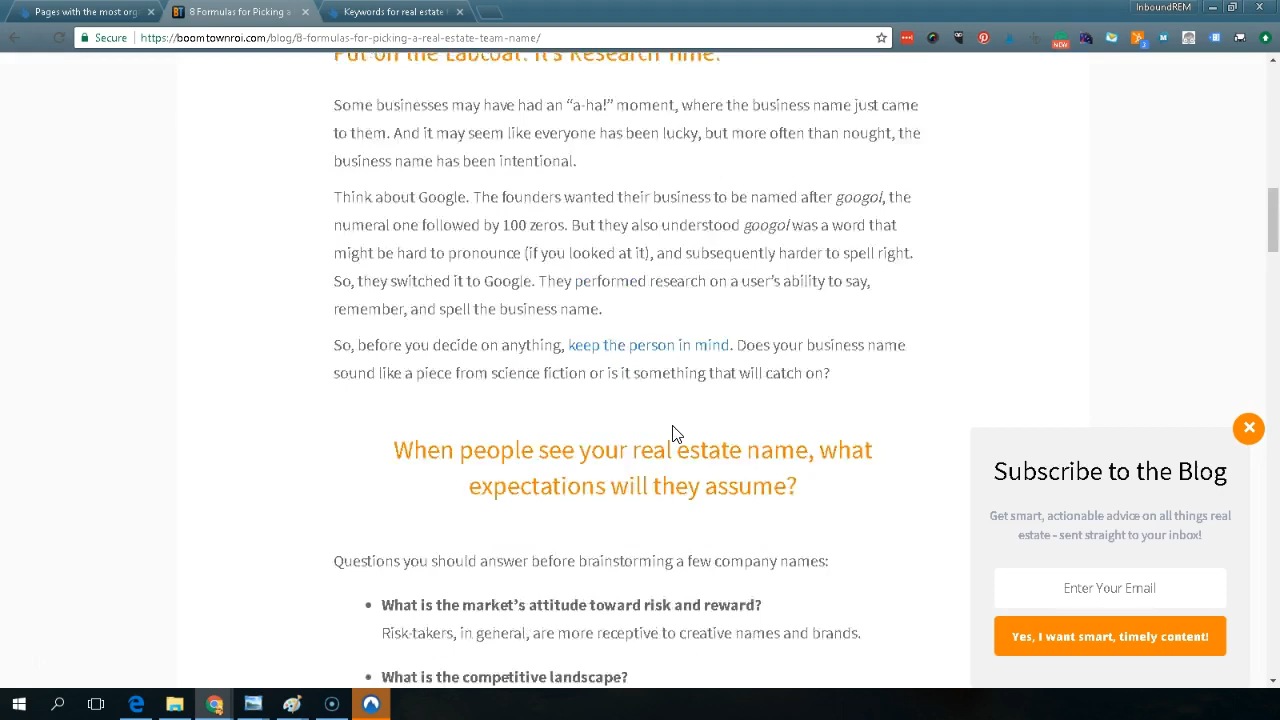 Pages with the most org
8 Formulas for Picking a
Keywords for real estate
InboundREM
Secure
https://boomtownroi.com/blog/8-formulas-for-picking-a-real-estate-team-name/
NEW
3
Put on the Labcoat. It's Research Time.
Some businesses may have had an “a-ha!” moment, where the business name just came
to them. And it may seem like everyone has been lucky, but more often than nought, the
business name has been intentional.
Think about Google. The founders wanted their business to be named after googol, the
numeral one followed by 100 zeros. But they also understood googol was a word that
might be hard to pronounce (if you looked at it), and subsequently harder to spell right.
So, they switched it to Google. They performed research on a user’s ability to say,
remember, and spell the business name.
So, before you decide on anything, keep the person in mind. Does your business name
sound like a piece from science fiction or is it something that will catch on?
When people see your real estate name, what
expectations will they assume?
Questions you should answer before brainstorming a few company names:
• What is the market’s attitude toward risk and reward?
Risk-takers, in general, are more receptive to creative names and brands.
• What is the competitive landscape?
Subscribe to the Blog
Get smart, actionable advice on all things real
estate - sent straight to your inbox!
Enter Your Email
Yes, I want smart, timely content!